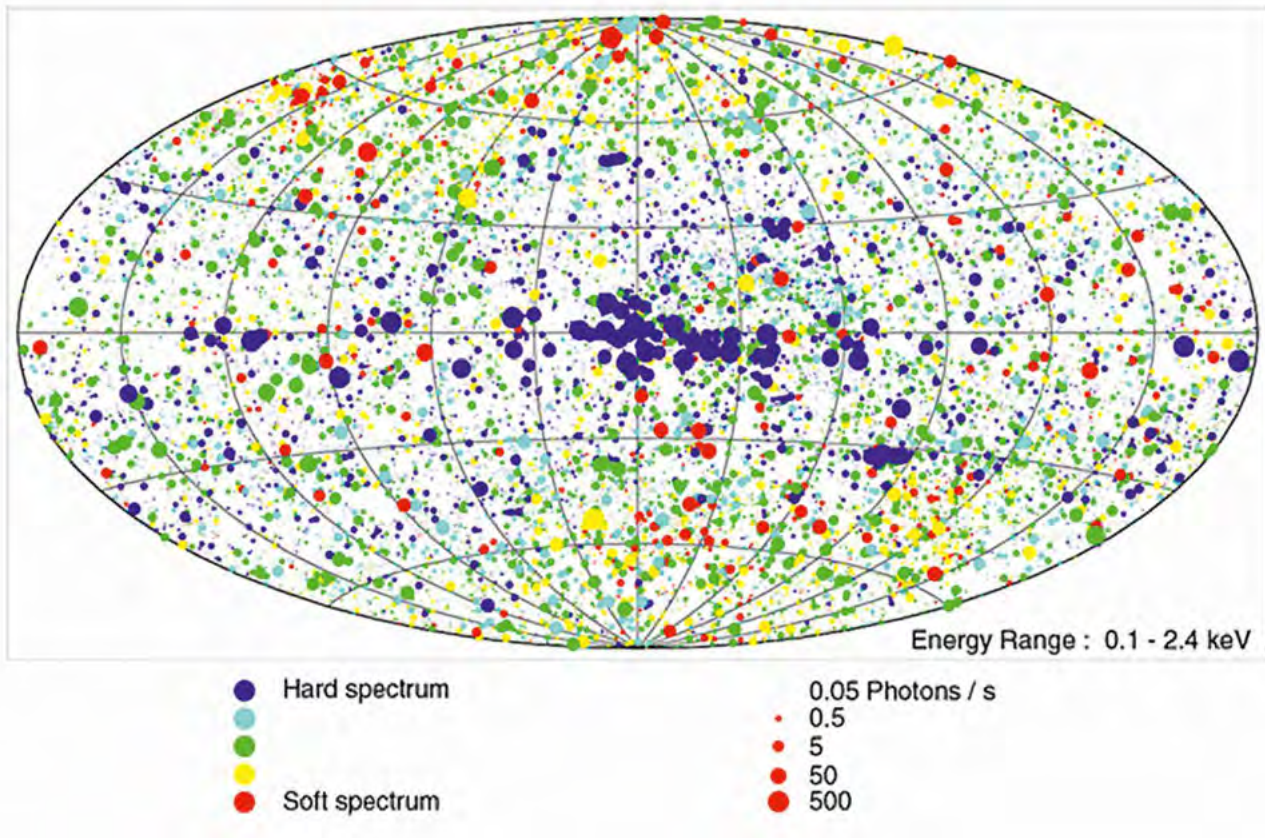 Energy Range : 0.1 - 2.4 keV
Hard spectrum
Soft spectrum
0.05 Photons / s
0.5
5
50
500